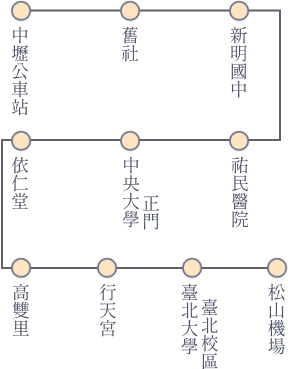 中壢公車站
舊社
新明國中
祐民醫院
中央大學
正門
依仁堂
高雙里
行天宮
臺北大學
臺北校區
松山機場